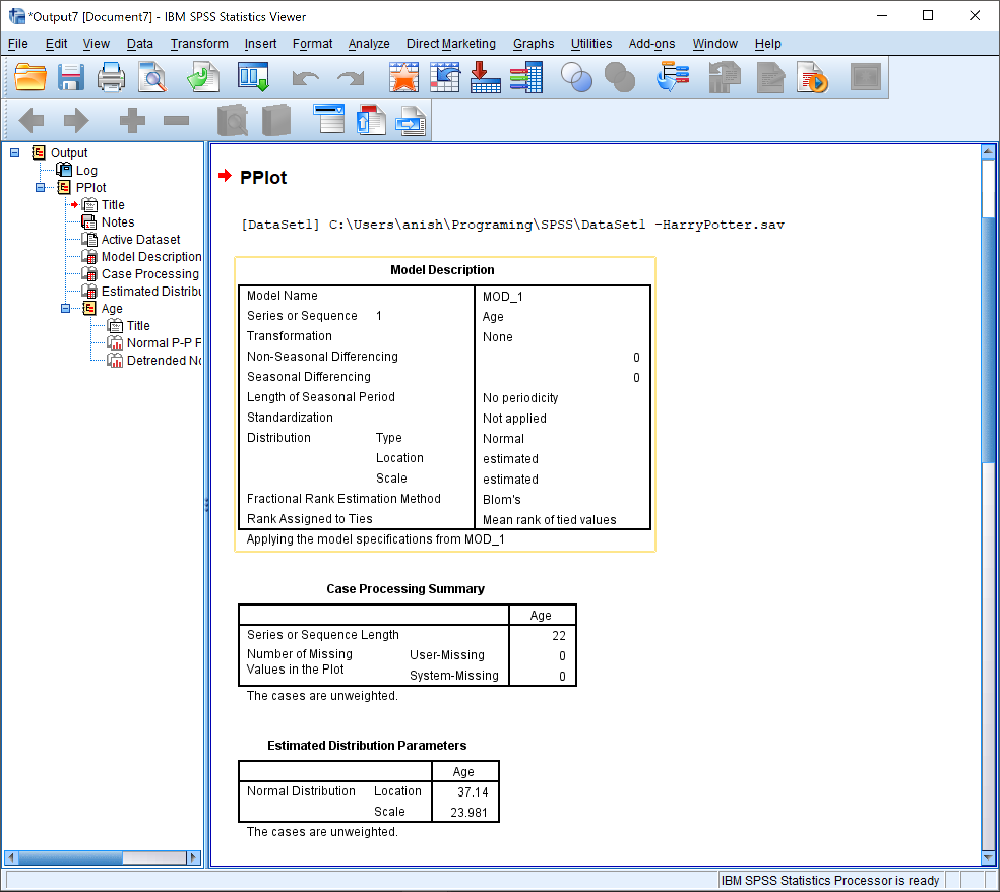 *Output7 [Document7] - IBM SPSS Statistics Viewer
File Edit View Data Transform Insert Format Analyze Direct Marketing Graphs Utilities Add-ons Window Help
Output
Log
PPlot
Title
Notes
Active Dataset
Model Description
Case Processing
Estimated Distribu
Age
Title
Normal P-P P
Detrended No
PPlot
[DataSet1] C:\Users\anish\Programing\SPSS\DataSet1 -HarryPotter.sav
Model Description
Model Name MOD_1
Series or Sequence 1 Age
Transformation None
Non-Seasonal Differencing 0
Seasonal Differencing 0
Length of Seasonal Period No periodicity
Standardization Not applied
Distribution Type Normal
Location estimated
Scale estimated
Fractional Rank Estimation Method Blom's
Rank Assigned to Ties Mean rank of tied values
Applying the model specifications from MOD_1
Case Processing Summary
Age
Series or Sequence Length 22
Number of Missing User-Missing 0
Values in the Plot
System-Missing 0
The cases are unweighted.
Estimated Distribution Parameters
Age
Normal Distribution Location 37.14
Scale 23.981
The cases are unweighted.
IBM SPSS Statistics Processor is ready